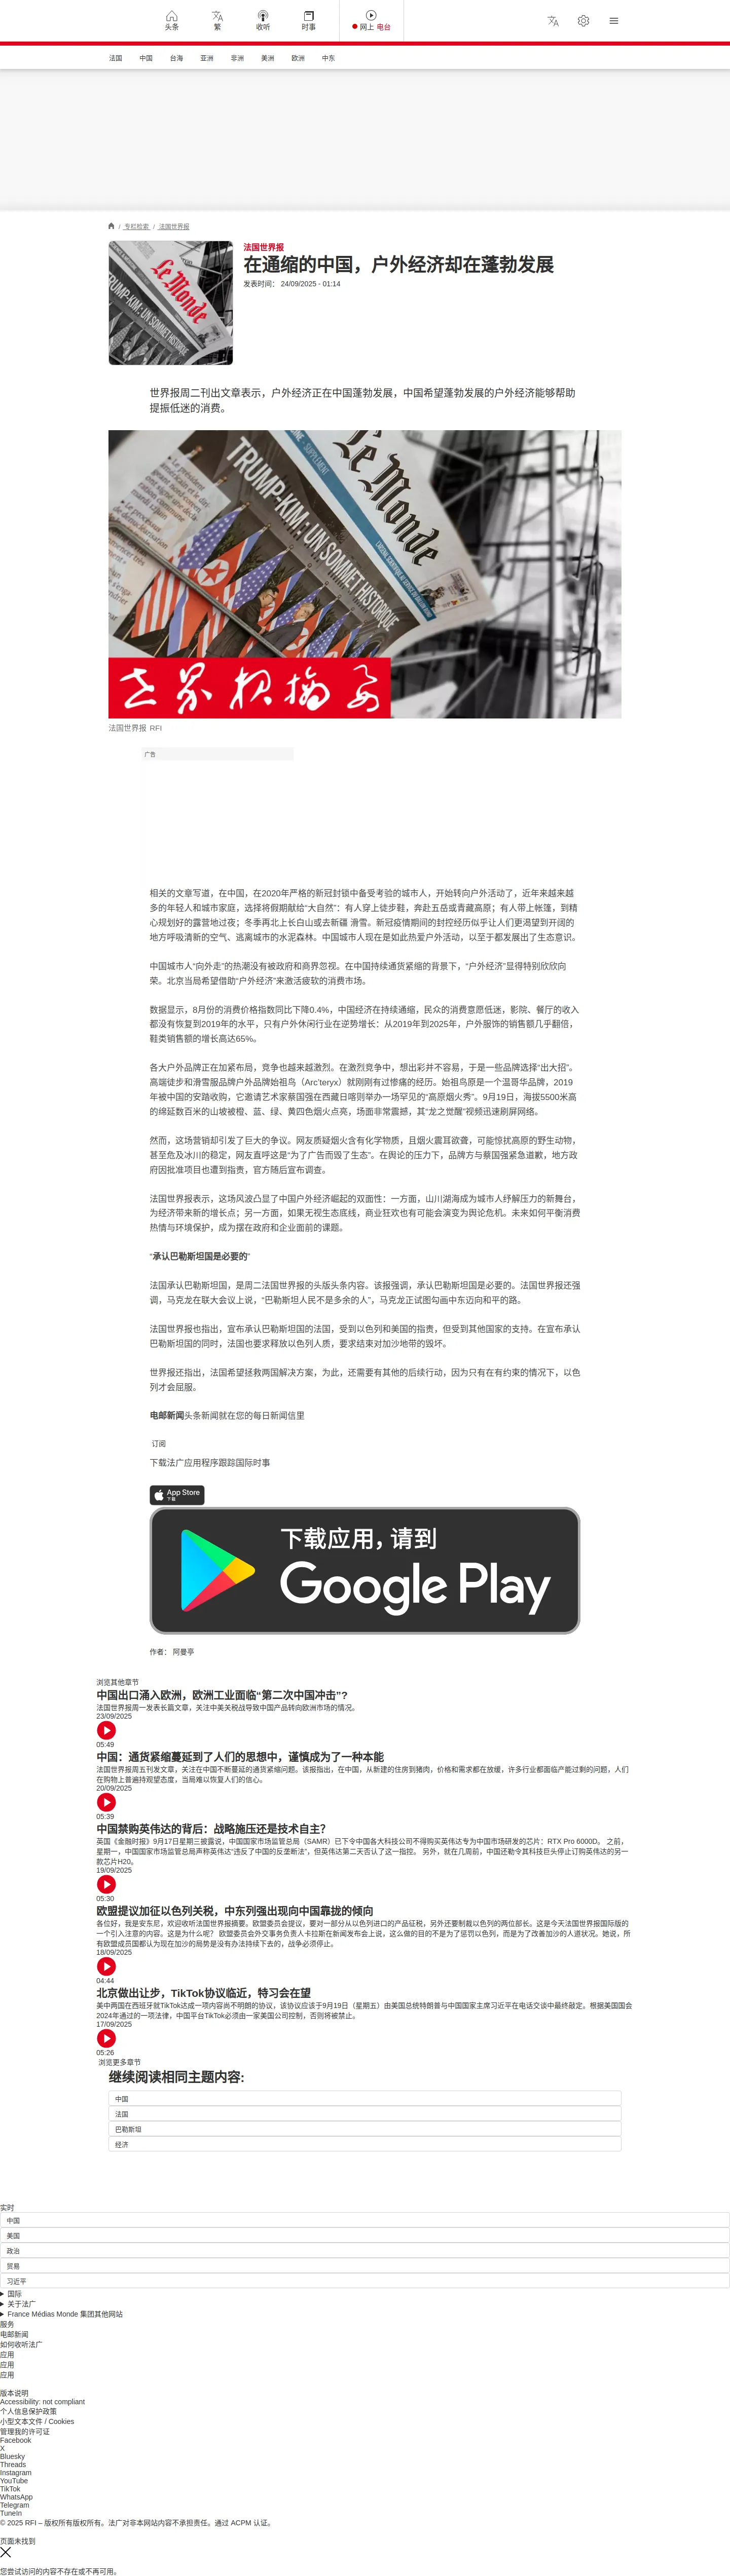 头条
繁
收听
时事
网上 电台
法国
中国
台海
亚洲
非洲
美洲
欧洲
中东
/ 专栏检索 / 法国世界报
法国世界报
在通缩的中国，户外经济却在蓬勃发展
发表时间： 24/09/2025 - 01:14
Le Monde
TRUMP-KIM : UN SOMMET HISTORIQUE
世界报周二刊出文章表示，户外经济正在中国蓬勃发展，中国希望蓬勃发展的户外经济能够帮助
提振低迷的消费。
Le Monde
TRUMP-KIM : UN SOMMET HISTORIQUE
世界报摘要
法国世界报 RFI
广告
相关的文章写道，在中国，在2020年严格的新冠封锁中备受考验的城市人，开始转向户外活动了，近年来越来越
多的年轻人和城市家庭，选择将假期献给“大自然”：有人穿上徒步鞋，奔赴五岳或青藏高原；有人带上帐篷，到精
心规划好的露营地过夜；冬季再北上长白山或去新疆 滑雪。新冠疫情期间的封控经历似乎让人们更渴望到开阔的
地方呼吸清新的空气、逃离城市的水泥森林。中国城市人现在是如此热爱户外活动，以至于都发展出了生态意识。
中国城市人“向外走”的热潮没有被政府和商界忽视。在中国持续通货紧缩的背景下，“户外经济”显得特别欣欣向
荣。北京当局希望借助“户外经济”来激活疲软的消费市场。
数据显示，8月份的消费价格指数同比下降0.4%，中国经济在持续通缩，民众的消费意愿低迷，影院、餐厅的收入
都没有恢复到2019年的水平，只有户外休闲行业在逆势增长：从2019年到2025年，户外服饰的销售额几乎翻倍，
鞋类销售额的增长高达65%。
各大户外品牌正在加紧布局，竞争也越来越激烈。在激烈竞争中，想出彩并不容易，于是一些品牌选择“出大招”。
高端徒步和滑雪服品牌户外品牌始祖鸟（Arc'teryx）就刚刚有过惨痛的经历。始祖鸟原是一个温哥华品牌，2019
年被中国的安踏收购，它邀请艺术家蔡国强在西藏日喀则举办一场罕见的“高原烟火秀”。9月19日，海拔5500米高
的绵延数百米的山坡被橙、蓝、绿、黄四色烟火点亮，场面非常震撼，其“龙之觉醒”视频迅速刷屏网络。
然而，这场营销却引发了巨大的争议。网友质疑烟火含有化学物质，且烟火震耳欲聋，可能惊扰高原的野生动物，
甚至危及冰川的稳定，网友直呼这是“为了广告而毁了生态”。在舆论的压力下，品牌方与蔡国强紧急道歉，地方政
府因批准项目也遭到指责，官方随后宣布调查。
法国世界报表示，这场风波凸显了中国户外经济崛起的双面性：一方面，山川湖海成为城市人纾解压力的新舞台，
为经济带来新的增长点；另一方面，如果无视生态底线，商业狂欢也有可能会演变为舆论危机。未来如何平衡消费
热情与环境保护，成为摆在政府和企业面前的课题。
“承认巴勒斯坦国是必要的”
法国承认巴勒斯坦国，是周二法国世界报的头版头条内容。该报强调，承认巴勒斯坦国是必要的。法国世界报还强
调，马克龙在联大会议上说，“巴勒斯坦人民不是多余的人”，马克龙正试图勾画中东迈向和平的路。
法国世界报也指出，宣布承认巴勒斯坦国的法国，受到以色列和美国的指责，但受到其他国家的支持。在宣布承认
巴勒斯坦国的同时，法国也要求释放以色列人质，要求结束对加沙地带的毁坏。
世界报还指出，法国希望拯救两国解决方案，为此，还需要有其他的后续行动，因为只有在有约束的情况下，以色
列才会屈服。
电邮新闻头条新闻就在您的每日新闻信里
订阅
下载法广应用程序跟踪国际时事
App Store
下载
下载应用，请到
Google Play
作者： 阿曼亭
浏览其他章节
中国出口涌入欧洲，欧洲工业面临“第二次中国冲击”?
法国世界报周一发表长篇文章，关注中美关税战导致中国产品转向欧洲市场的情况。
23/09/2025
05:49
中国：通货紧缩蔓延到了人们的思想中，谨慎成为了一种本能
法国世界报周五刊发文章，关注在中国不断蔓延的通货紧缩问题。该报指出，在中国，从新建的住房到猪肉，价格和需求都在放缓，许多行业都面临产能过剩的问题，人们
在购物上普遍持观望态度，当局难以恢复人们的信心。
20/09/2025
05:39
中国禁购英伟达的背后：战略施压还是技术自主?
英国《金融时报》9月17日星期三披露说，中国国家市场监管总局（SAMR）已下令中国各大科技公司不得购买英伟达专为中国市场研发的芯片：RTX Pro 6000D。 之前，
星期一，中国国家市场监管总局声称英伟达“违反了中国的反垄断法”，但英伟达第二天否认了这一指控。 另外，就在几周前，中国还勒令其科技巨头停止订购英伟达的另一
款芯片H20。
19/09/2025
05:30
欧盟提议加征以色列关税，中东列强出现向中国靠拢的倾向
各位好，我是安东尼，欢迎收听法国世界报摘要。欧盟委员会提议，要对一部分从以色列进口的产品征税，另外还要制裁以色列的两位部长。这是今天法国世界报国际版的
一个引入注意的内容。这是为什么呢？ 欧盟委员会外交事务负责人卡拉斯在新闻发布会上说，这么做的目的不是为了惩罚以色列，而是为了改善加沙的人道状况。她说，所
有欧盟成员国都认为现在加沙的局势是没有办法持续下去的，战争必须停止。
18/09/2025
04:44
北京做出让步，TikTok协议临近，特习会在望
美中两国在西班牙就TikTok达成一项内容尚不明朗的协议，该协议应该于9月19日（星期五）由美国总统特朗普与中国国家主席习近平在电话交谈中最终敲定。根据美国国会
2024年通过的一项法律，中国平台TikTok必须由一家美国公司控制，否则将被禁止。
17/09/2025
05:26
浏览更多章节
继续阅读相同主题内容:
中国
法国
巴勒斯坦
经济
实时
中国
美国
政治
贸易
习近平
国际
关于法广
France Médias Monde 集团其他网站
服务
电邮新闻
如何收听法广
应用
应用
应用
版本说明
Accessibility: not compliant
个人信息保护政策
小型文本文件 / Cookies
管理我的许可证
Facebook
X
Bluesky
Threads
Instagram
YouTube
TikTok
WhatsApp
Telegram
TuneIn
© 2025 RFI – 版权所有版权所有。法广对非本网站内容不承担责任。通过 ACPM 认证。
页面未找到
您尝试访问的内容不存在或不再可用。